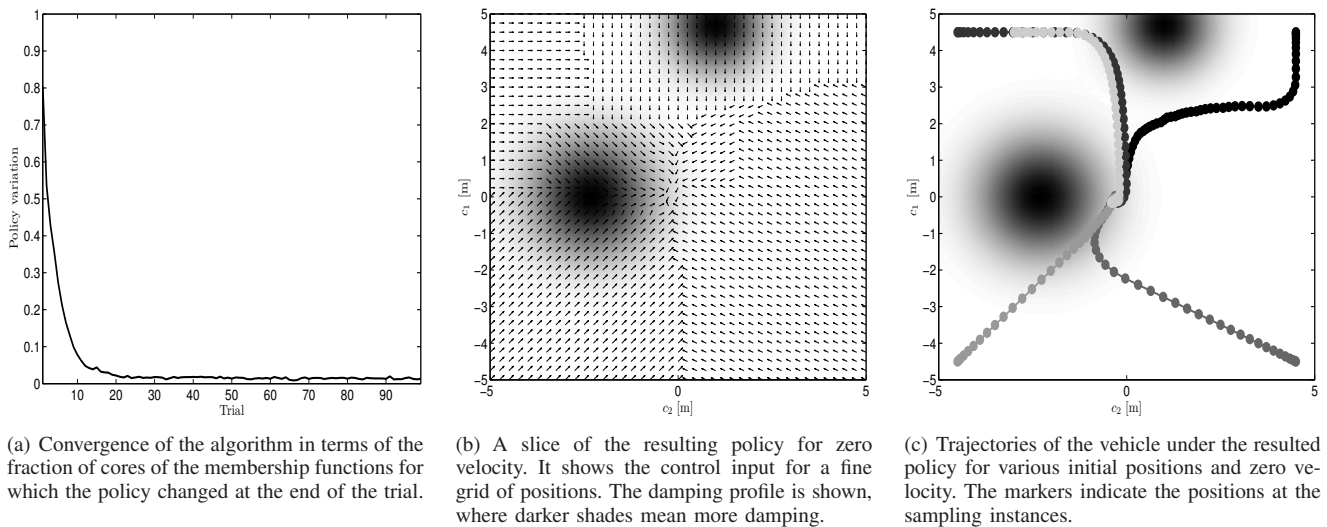 1
0.9
0.8
0.7
0.6
0.5
0.4
0.3
0.2
0.1
0
Policy variation
10 20 30 40 50 60 70 80 90
Trial
5
4
3
2
1
0
−1
−2
−3
−4
−5
c1 [m]
−5 0 5
c2 [m]
5
4
3
2
1
0
−1
−2
−3
−4
−5
c1 [m]
−5 0 5
c2 [m]
(a) Convergence of the algorithm in terms of the
fraction of cores of the membership functions for
which the policy changed at the end of the trial.
(b) A slice of the resulting policy for zero
velocity. It shows the control input for a fine
grid of positions. The damping profile is shown,
where darker shades mean more damping.
(c) Trajectories of the vehicle under the resulted
policy for various initial positions and zero ve-
locity. The markers indicate the positions at the
sampling instances.